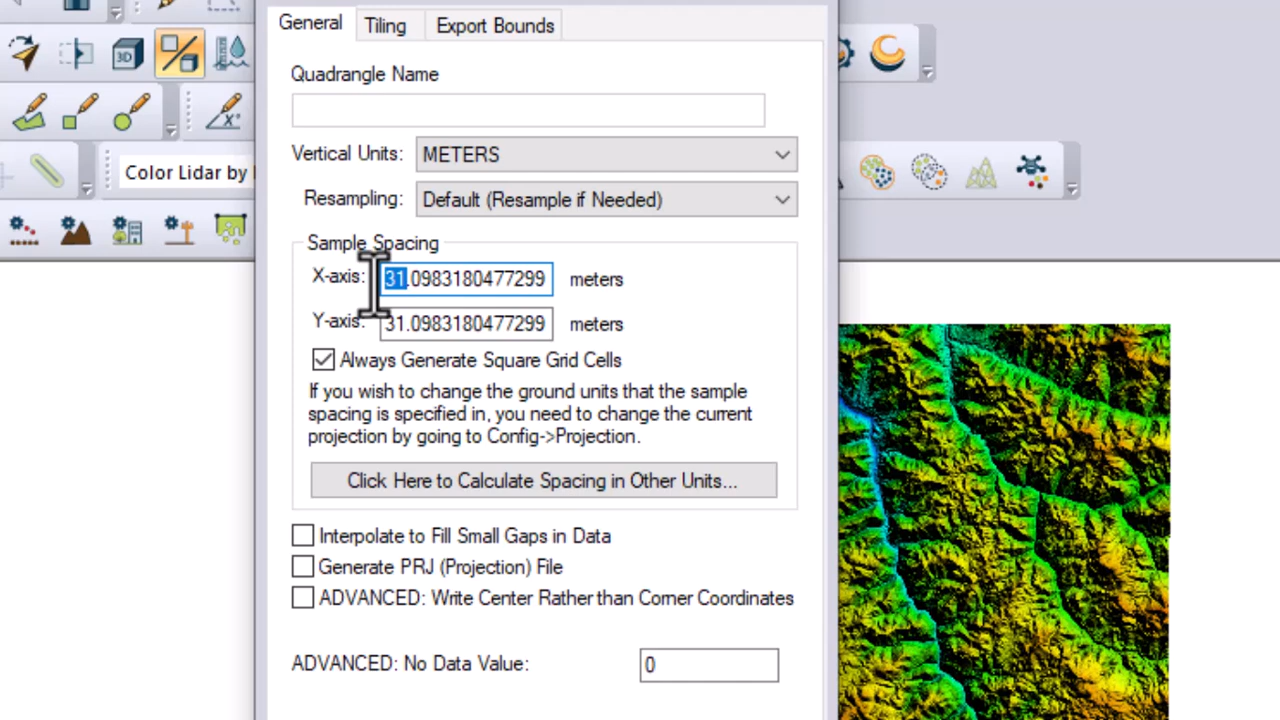 General
Tiling
Export Bounds
3D
Quadrangle Name
Vertical Units: METERS
Color Lidar by
Resampling: Default (Resample if Needed)
Sample Spacing
X-axis: 31.0983180477299 meters
Y-axis: 31.0983180477299 meters
Always Generate Square Grid Cells
If you wish to change the ground units that the sample
spacing is specified in, you need to change the current
projection by going to Config->Projection.
Click Here to Calculate Spacing in Other Units...
Interpolate to Fill Small Gaps in Data
Generate PRJ (Projection) File
ADVANCED: Write Center Rather than Corner Coordinates
ADVANCED: No Data Value: 0